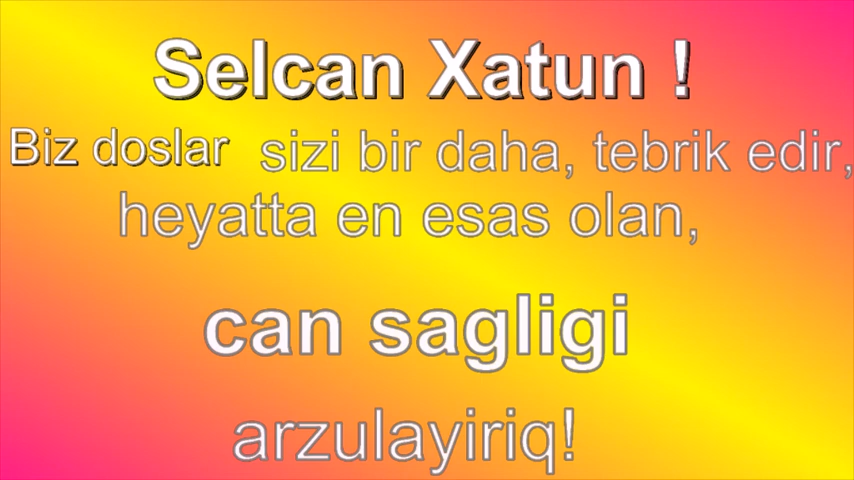 Selcan Xatun !
Biz doslar sizi bir daha, tebrik edir,
heyatta en esas olan,
can sagligi
arzulayiriq!